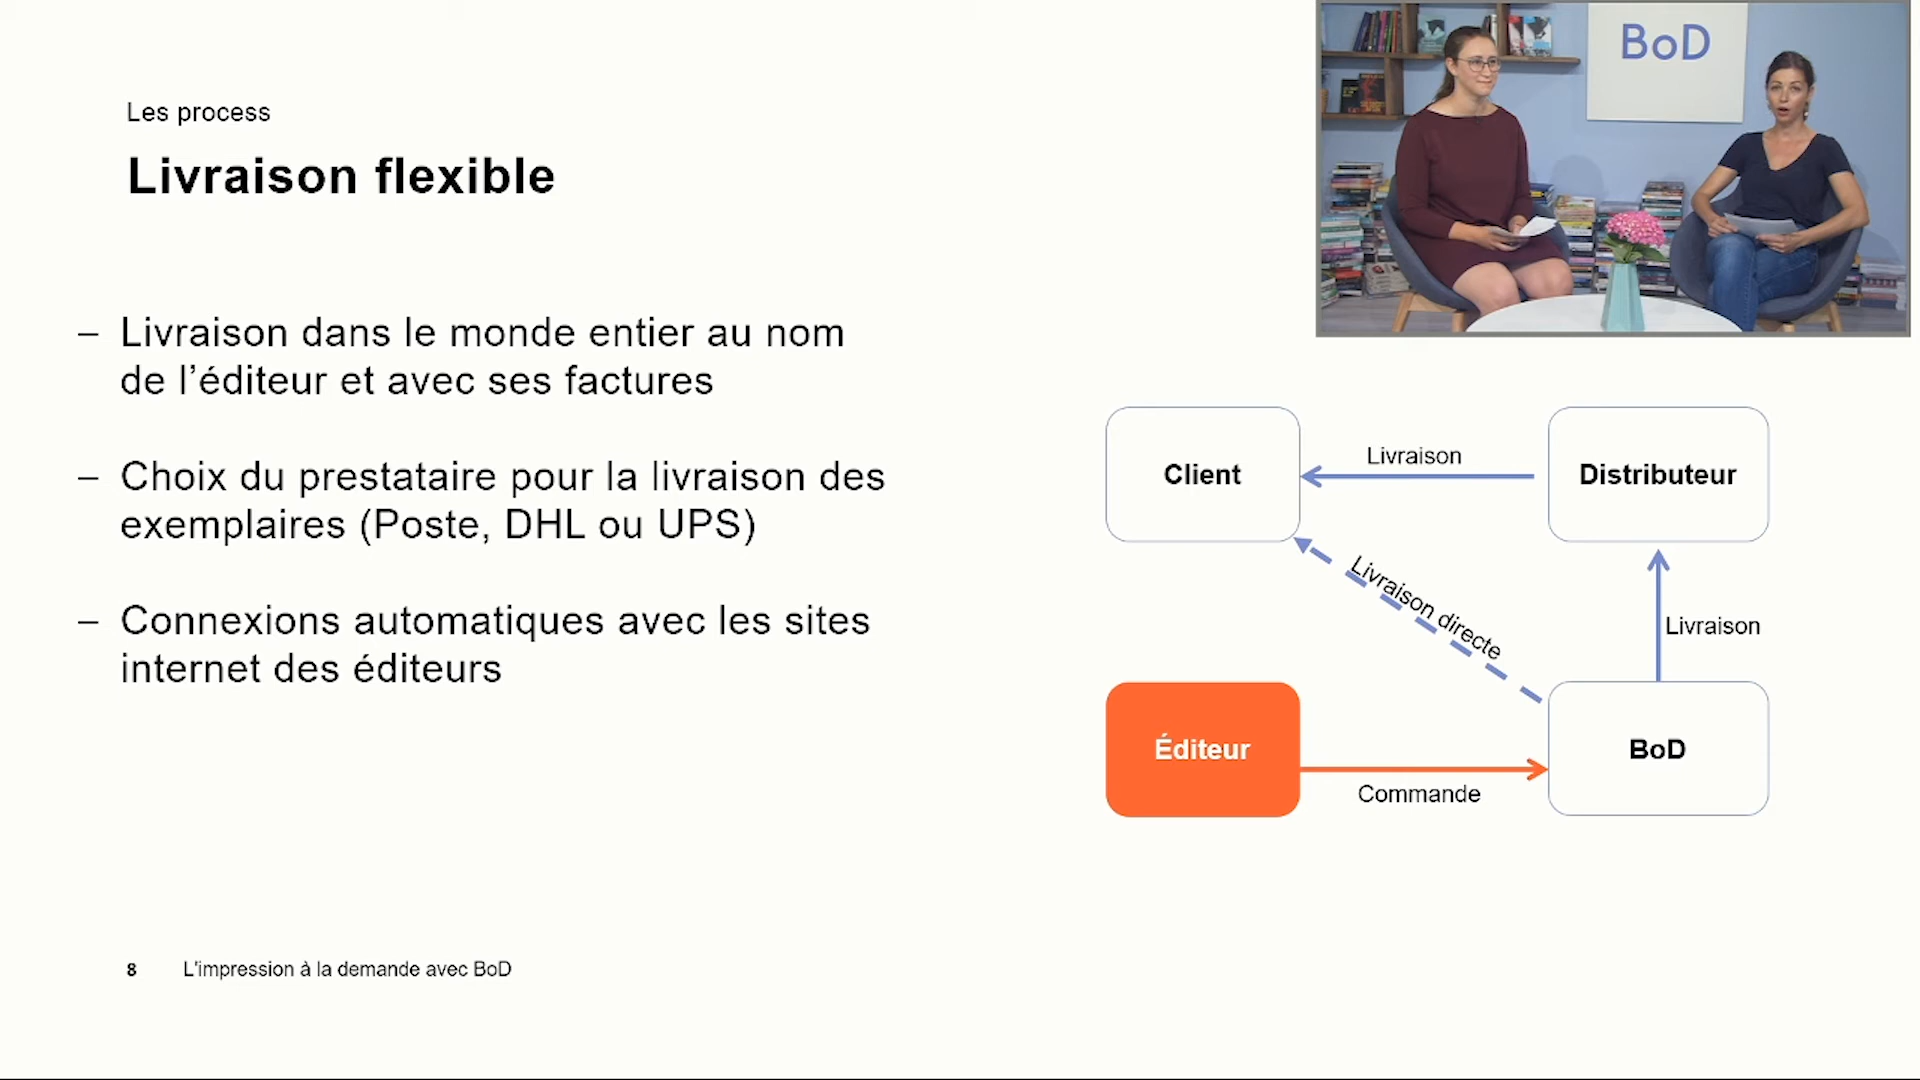 Les process
Livraison flexible
– Livraison dans le monde entier au nom
de l’éditeur et avec ses factures
– Choix du prestataire pour la livraison des
exemplaires (Poste, DHL ou UPS)
– Connexions automatiques avec les sites
internet des éditeurs
BoD
Client
Livraison
Distributeur
Livraison directe
Livraison
Éditeur
Commande
BoD
8 L'impression à la demande avec BoD